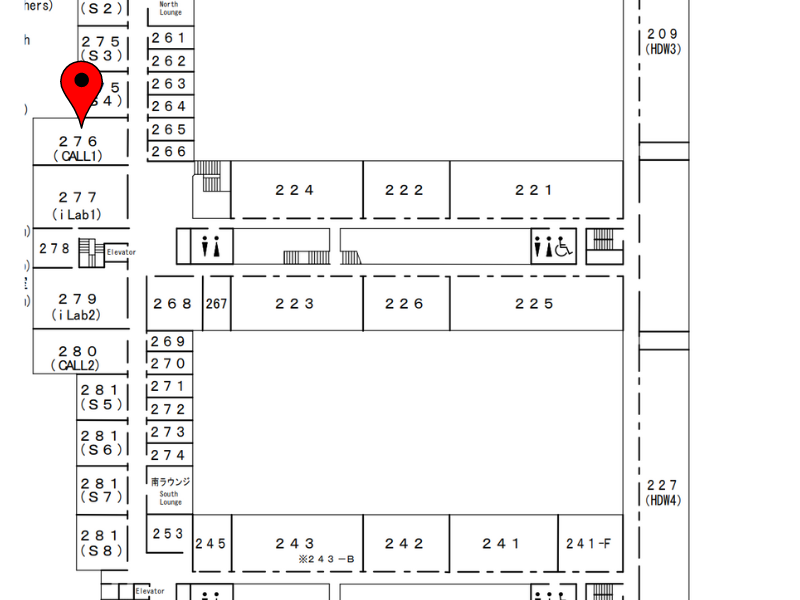 hers)
(S2)
North
Lounge
275
(S3)
261
262
209
(HDW3)
h
263
5
4)
264
)
265
276
(CALL1)
266
224
222
221
277
(iLab1)
)
278
Elevator
)
279
(iLab2)
)
268
267
223
226
225
280
(CALL2)
269
270
281
(S5)
271
272
281
(S6)
273
274
281
(S7)
南ラウンジ
South
Lounge
227
(HDW4)
281
(S8)
253
245
243
※243-B
242
241
241-F
Elevator